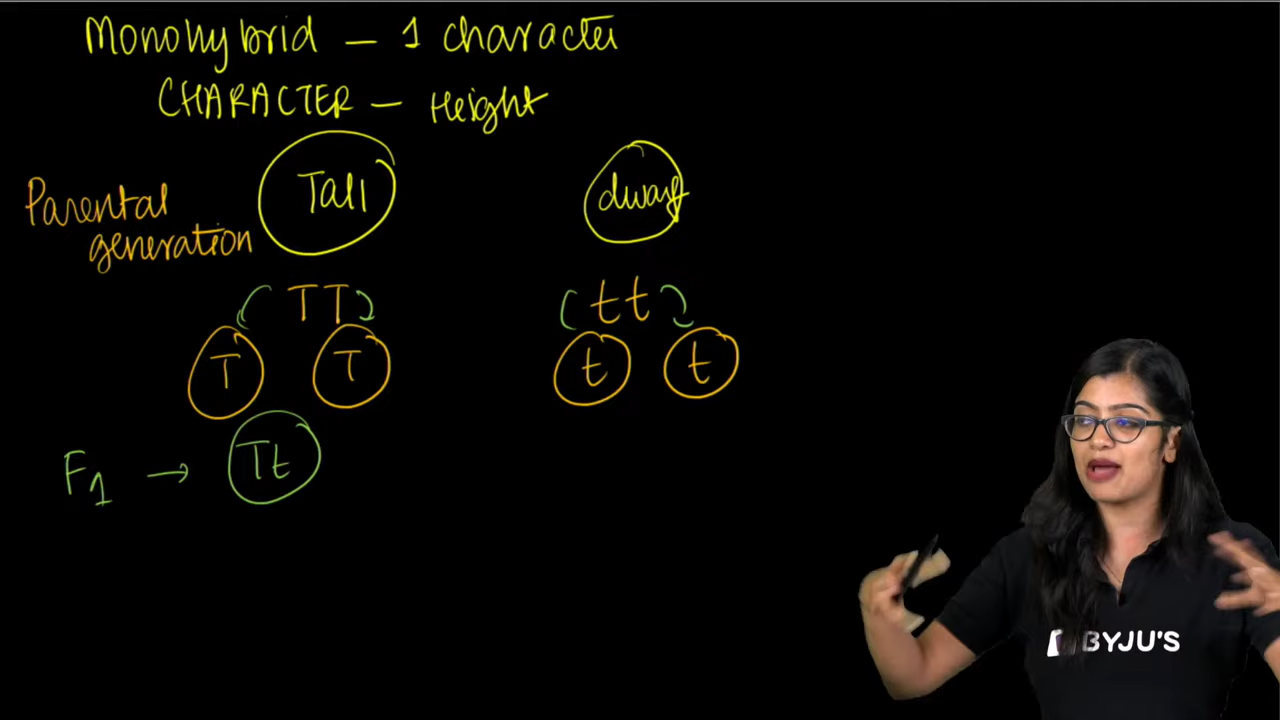 Monohybrid — 1 character
CHARACTER — Height
Tall dwarf
Parental
generation
TT tt
T T t t
F1 → Tt
BYJU'S